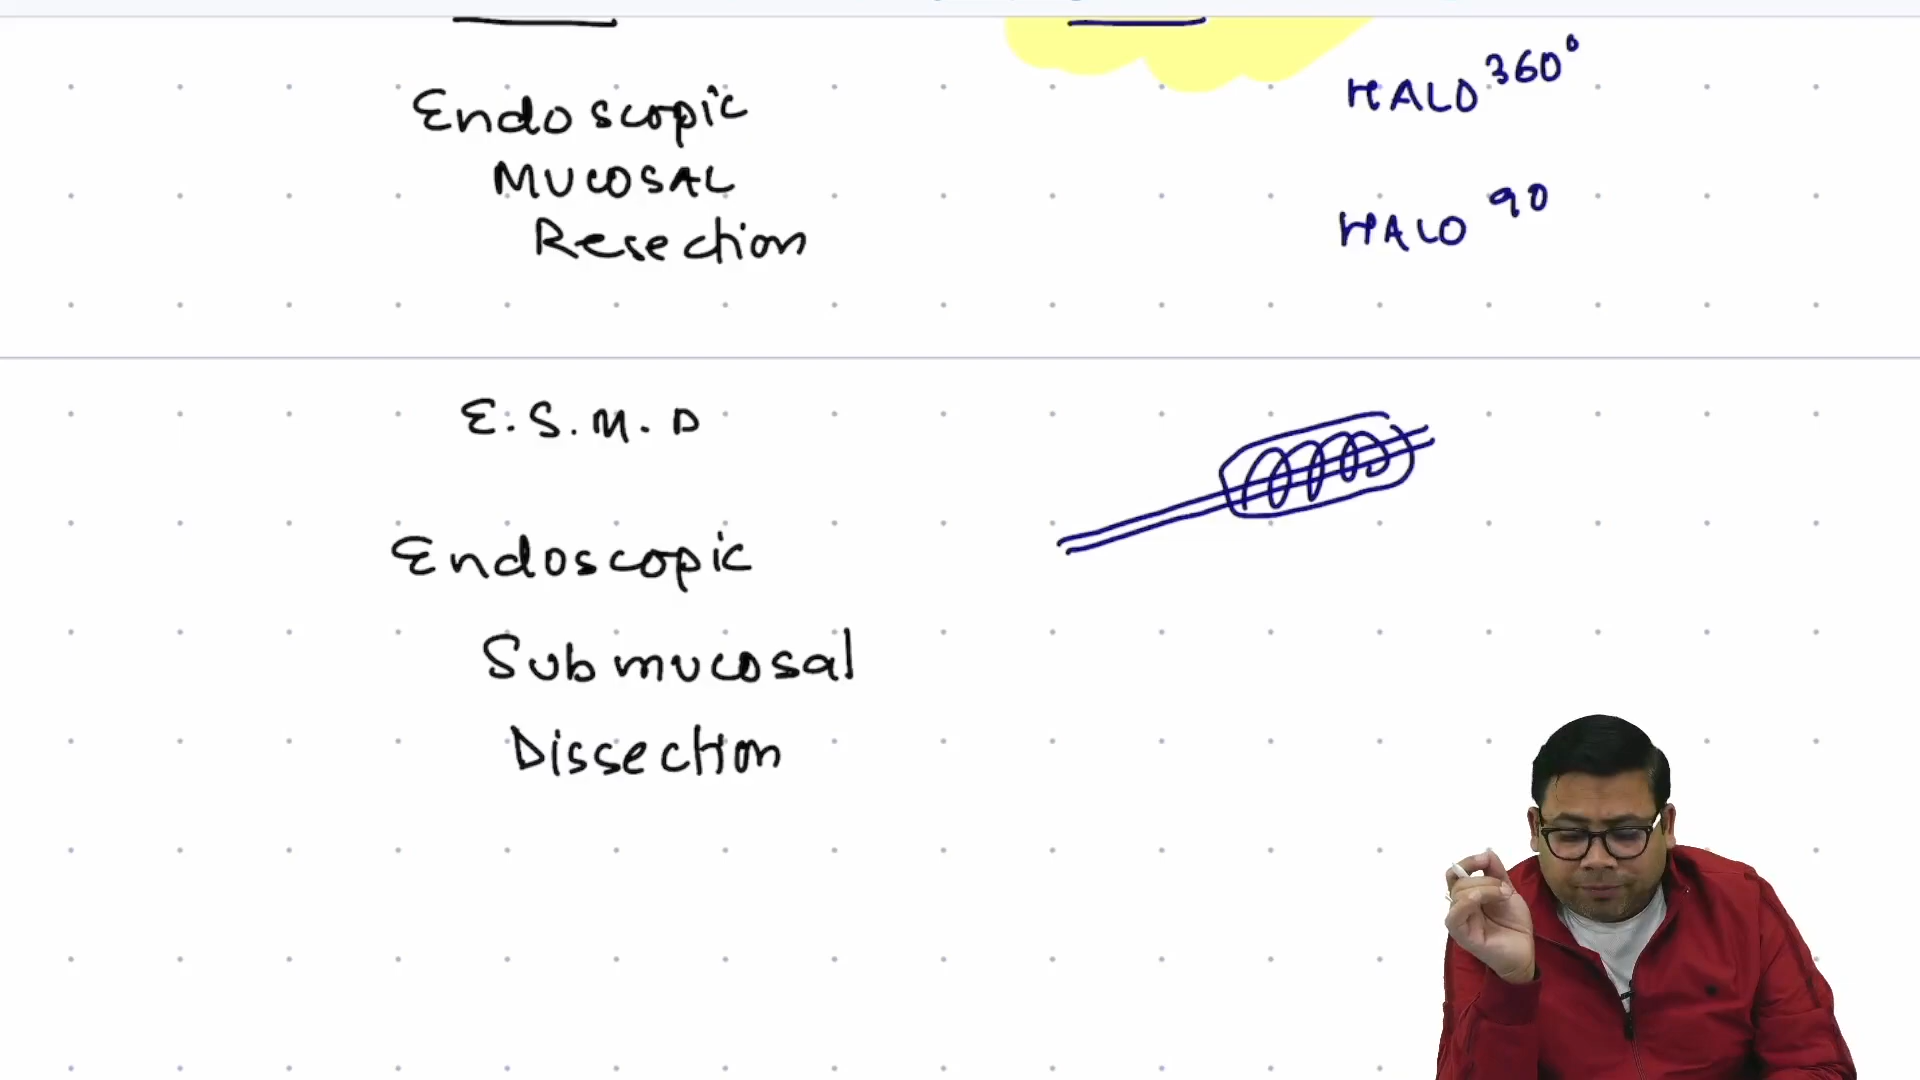 Endoscopic
MUCOSAL
Resection
HALO 360°
HALO 90
E.S.M.D
Endoscopic
Submucosal
Dissection